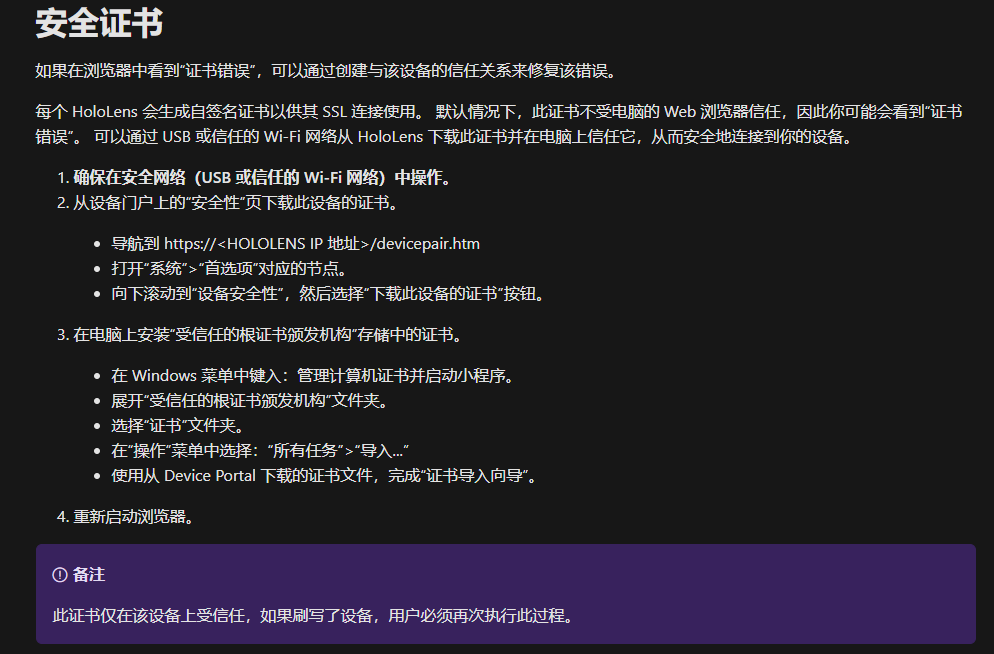 安全证书
如果在浏览器中看到“证书错误”，可以通过创建与该设备的信任关系来修复该错误。
每个 HoloLens 会生成自签名证书以供其 SSL 连接使用。 默认情况下，此证书不受电脑的 Web 浏览器信任，因此你可能会看到“证书
错误”。 可以通过 USB 或信任的 Wi-Fi 网络从 HoloLens 下载此证书并在电脑上信任它，从而安全地连接到你的设备。
1. 确保在安全网络（USB 或信任的 Wi-Fi 网络）中操作。
2. 从设备门户上的“安全性”页下载此设备的证书。
• 导航到 https://<HOLOLENS IP 地址>/devicepair.htm
• 打开“系统”>“首选项”对应的节点。
• 向下滚动到“设备安全性”，然后选择“下载此设备的证书”按钮。
3. 在电脑上安装“受信任的根证书颁发机构”存储中的证书。
• 在 Windows 菜单中键入：管理计算机证书并启动小程序。
• 展开“受信任的根证书颁发机构”文件夹。
• 选择“证书”文件夹。
• 在“操作”菜单中选择：“所有任务”>“导入...”
• 使用从 Device Portal 下载的证书文件，完成“证书导入向导”。
4. 重新启动浏览器。
备注
此证书仅在该设备上受信任，如果刷写了设备，用户必须再次执行此过程。